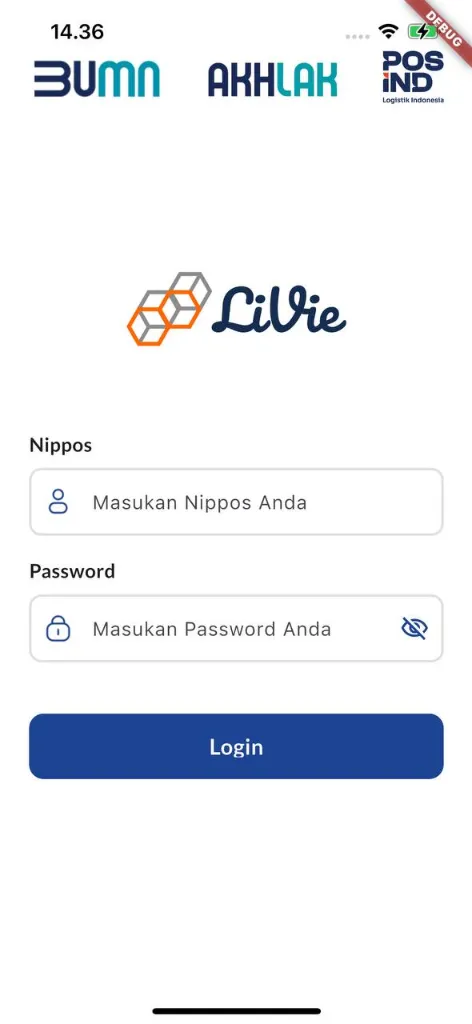 14.36
DEBUG
BUMN
AKHLAK
POS IND
Logistik Indonesia
LiVie
Nippos
Masukan Nippos Anda
Password
Masukan Password Anda
Login